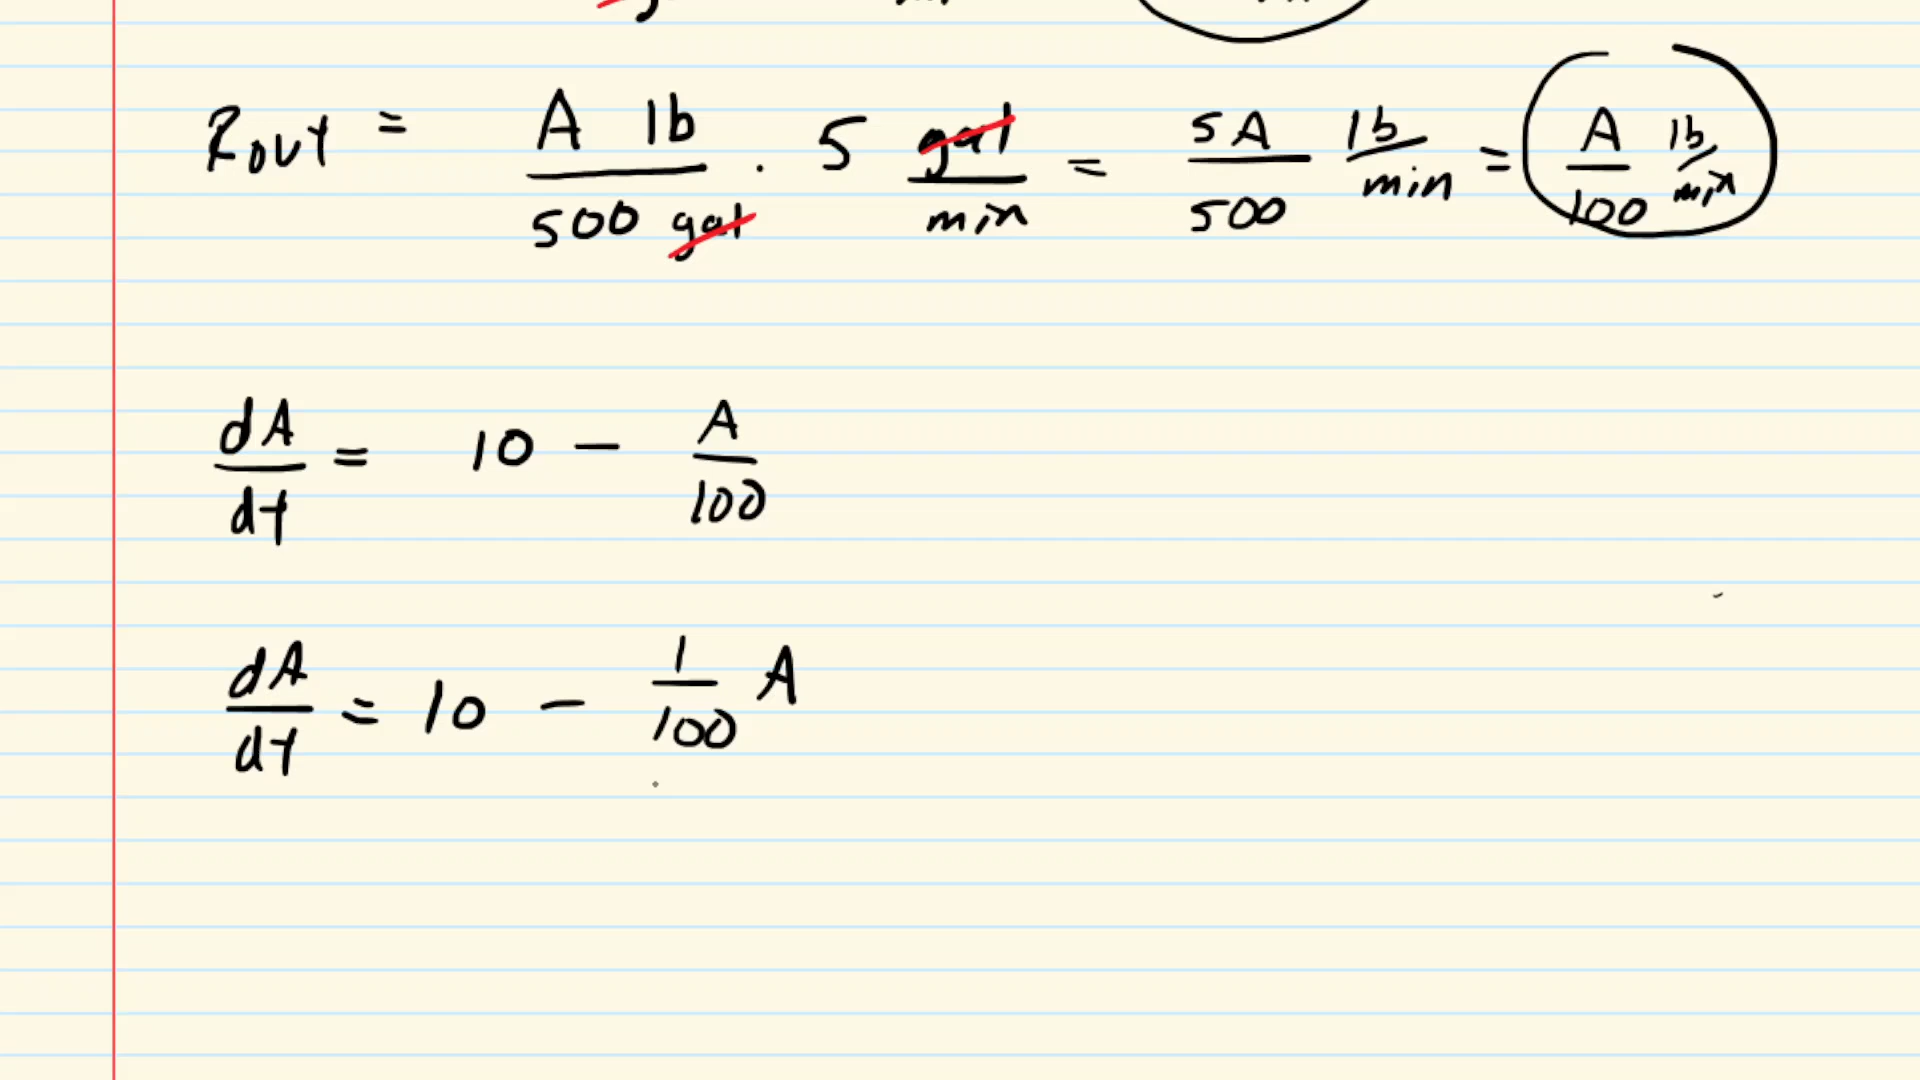 Rout = A lb / 500 gal · 5 gal / min = 5A / 500 lb/min = A / 100 lb/min
dA/dt = 10 − A/100
dA/dt = 10 − 1/100 A